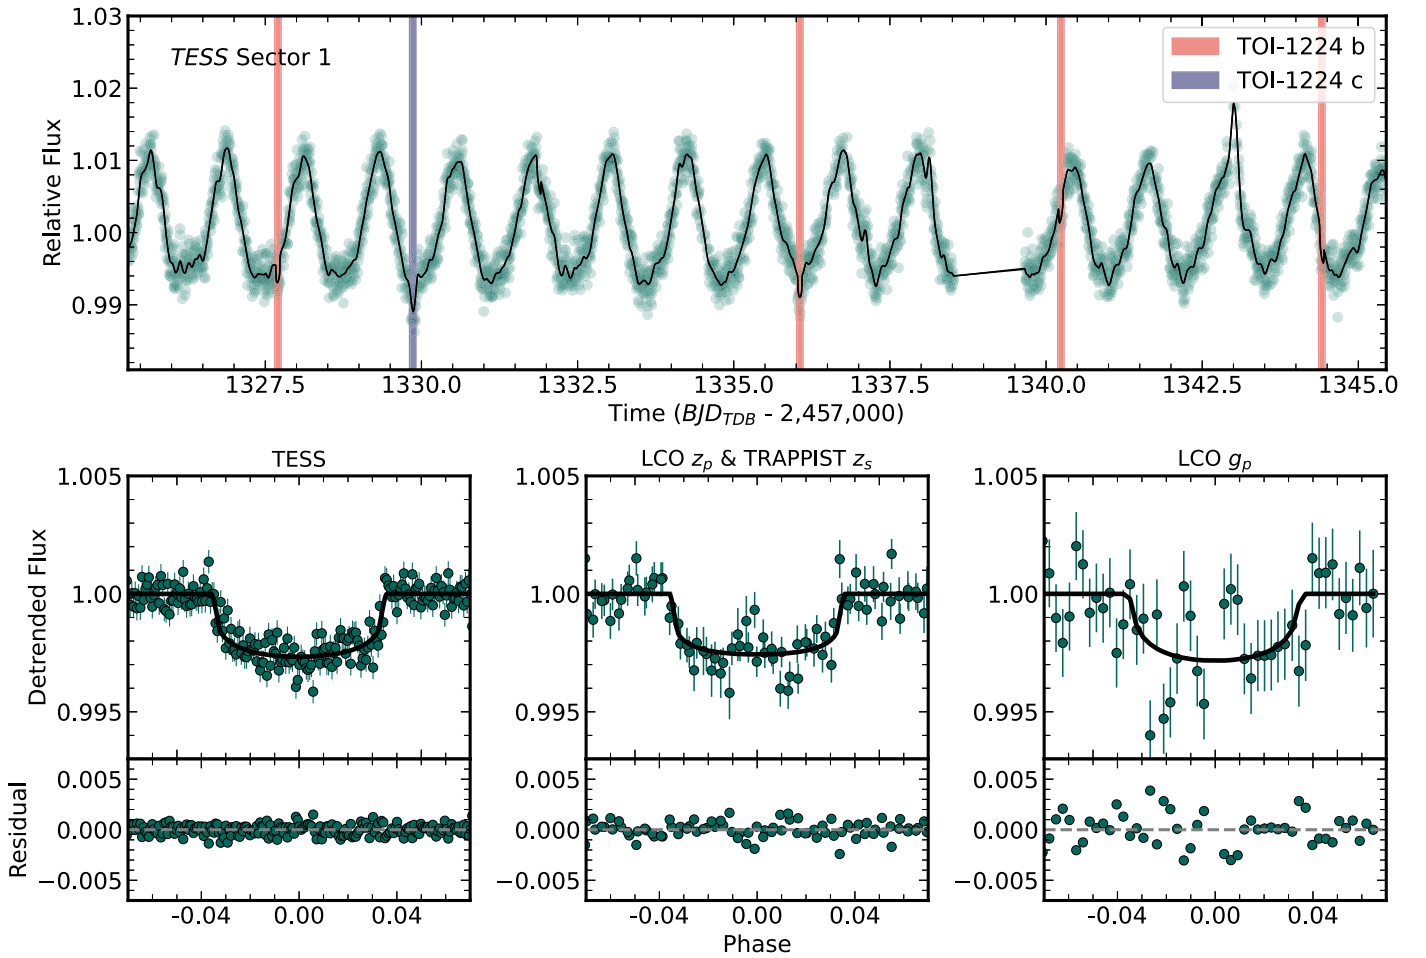 1.03
1.02
1.01
1.00
0.99
Relative Flux
TESS Sector 1
TOI-1224 b
TOI-1224 c
1327.5 1330.0 1332.5 1335.0 1337.5 1340.0 1342.5 1345.0
Time (BJD_TDB - 2,457,000)
TESS
LCO z_p & TRAPPIST z_s
LCO g_p
1.005 1.005 1.005
1.00 1.00 1.00
0.995 0.995 0.995
Detrended Flux
0.005 0.005 0.005
0.000 0.000 0.000
−0.005 −0.005 −0.005
Residual
-0.04 0.00 0.04 -0.04 0.00 0.04 -0.04 0.00 0.04
Phase